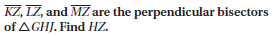 KZ, LZ, and MZ are the perpendicular bisectors
of △GHJ. Find HZ.